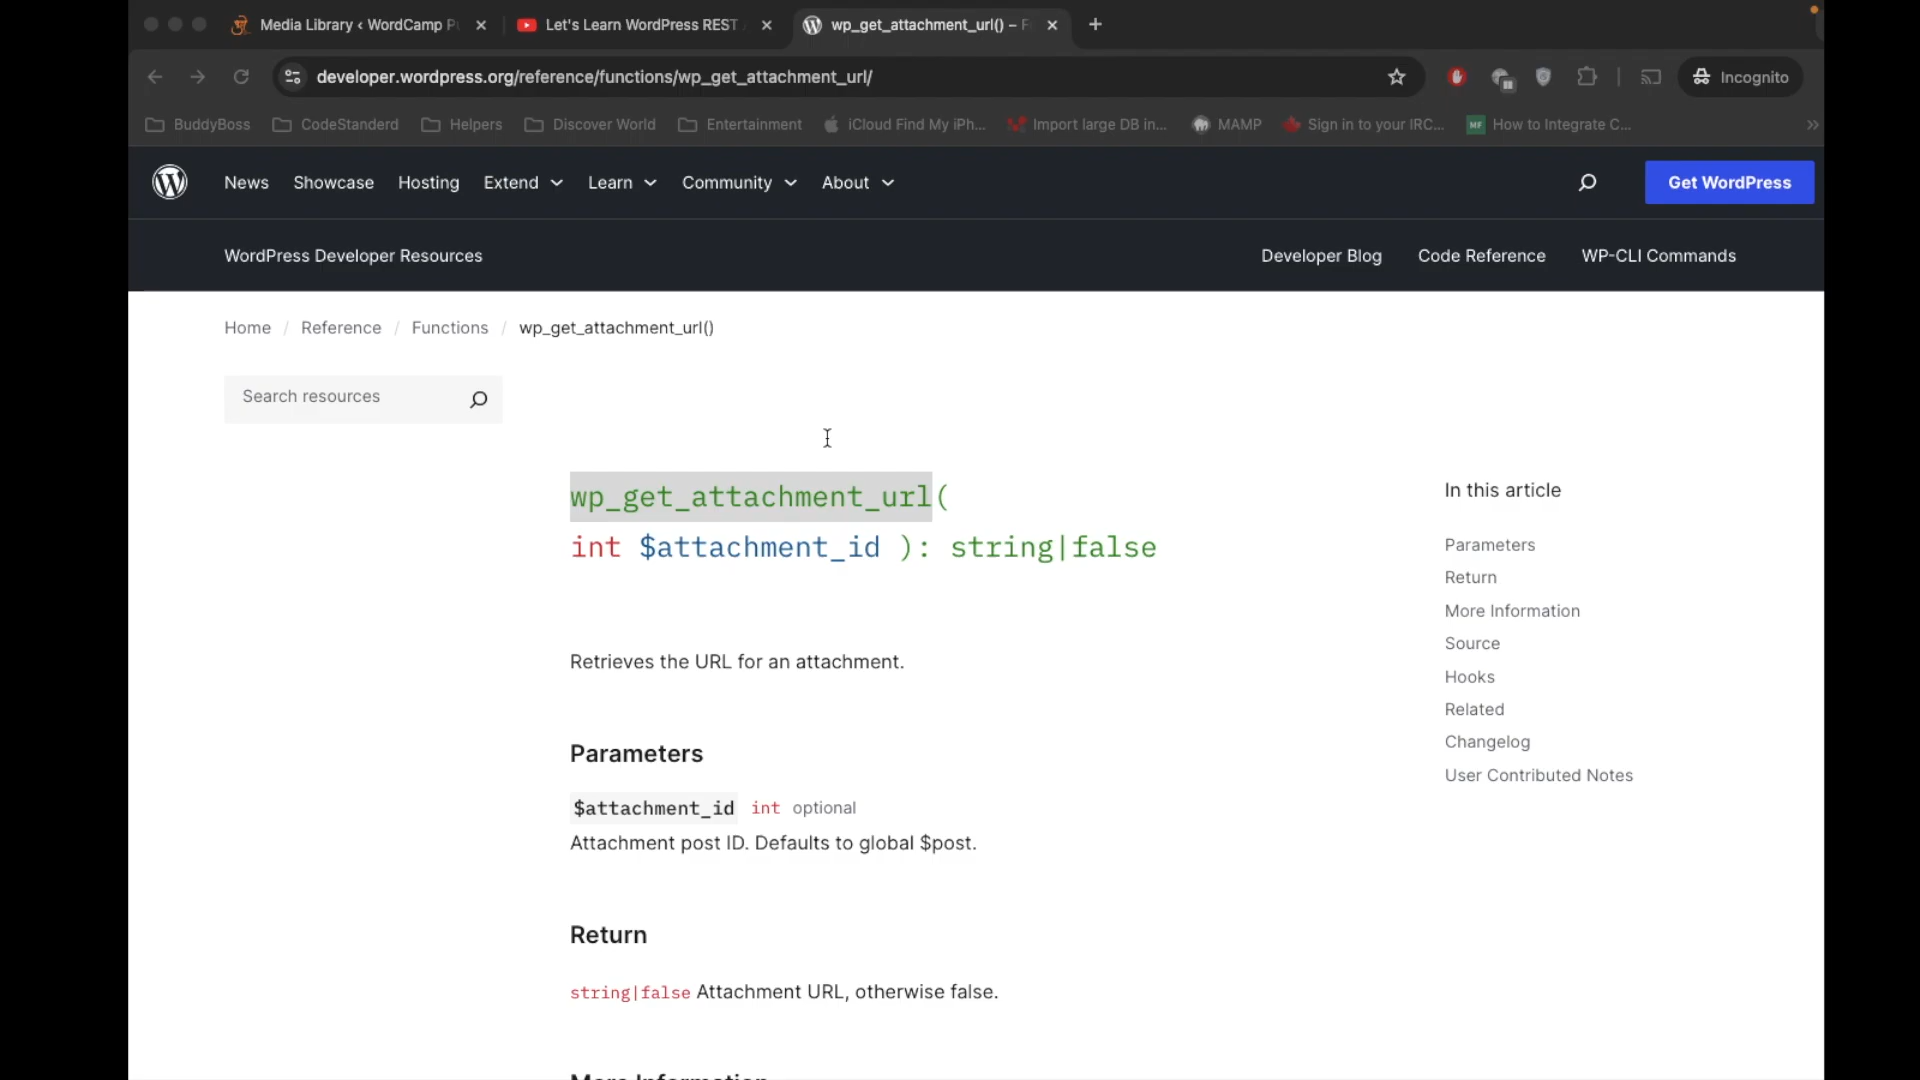 Media Library ‹ WordCamp P
Let's Learn WordPress REST
wp_get_attachment_url() – F
developer.wordpress.org/reference/functions/wp_get_attachment_url/
Incognito
BuddyBoss
CodeStanderd
Helpers
Discover World
Entertainment
iCloud Find My iPh...
Import large DB in...
MAMP
Sign in to your IRC...
MF
How to Integrate C...
News
Showcase
Hosting
Extend
Learn
Community
About
Get WordPress
WordPress Developer Resources
Developer Blog
Code Reference
WP-CLI Commands
Home / Reference / Functions / wp_get_attachment_url()
Search resources
wp_get_attachment_url(
int $attachment_id ): string|false
Retrieves the URL for an attachment.
Parameters
$attachment_id int optional
Attachment post ID. Defaults to global $post.
Return
string|false Attachment URL, otherwise false.
More Information
In this article
Parameters
Return
More Information
Source
Hooks
Related
Changelog
User Contributed Notes